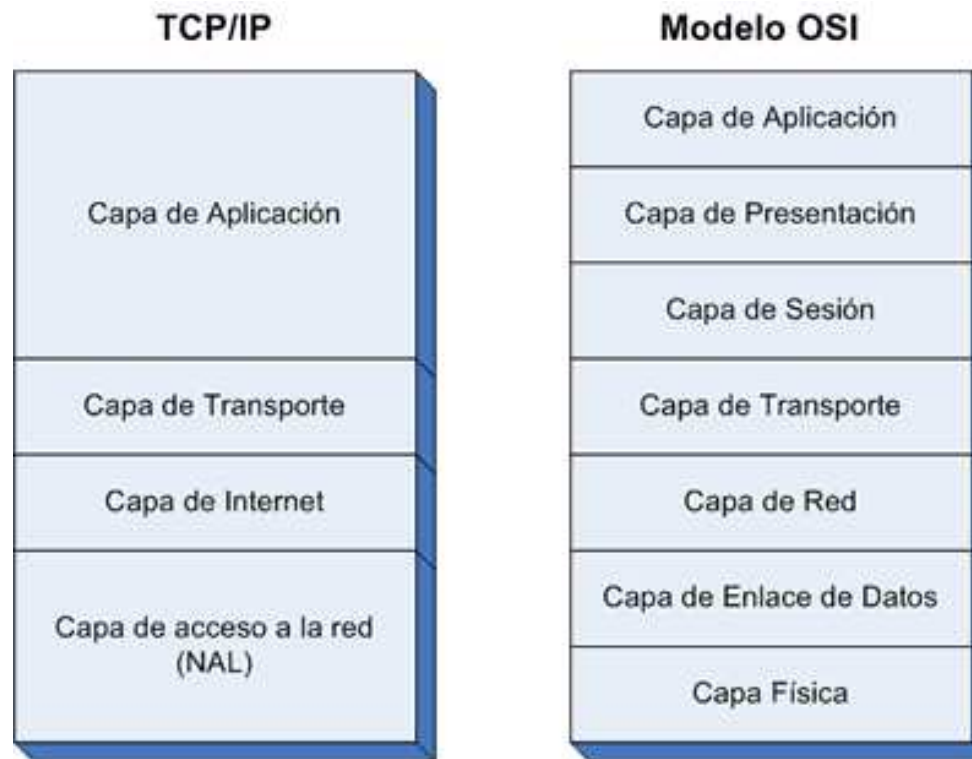 TCP/IP
Capa de Aplicación
Capa de Transporte
Capa de Internet
Capa de acceso a la red
(NAL)
Modelo OSI
Capa de Aplicación
Capa de Presentación
Capa de Sesión
Capa de Transporte
Capa de Red
Capa de Enlace de Datos
Capa Física